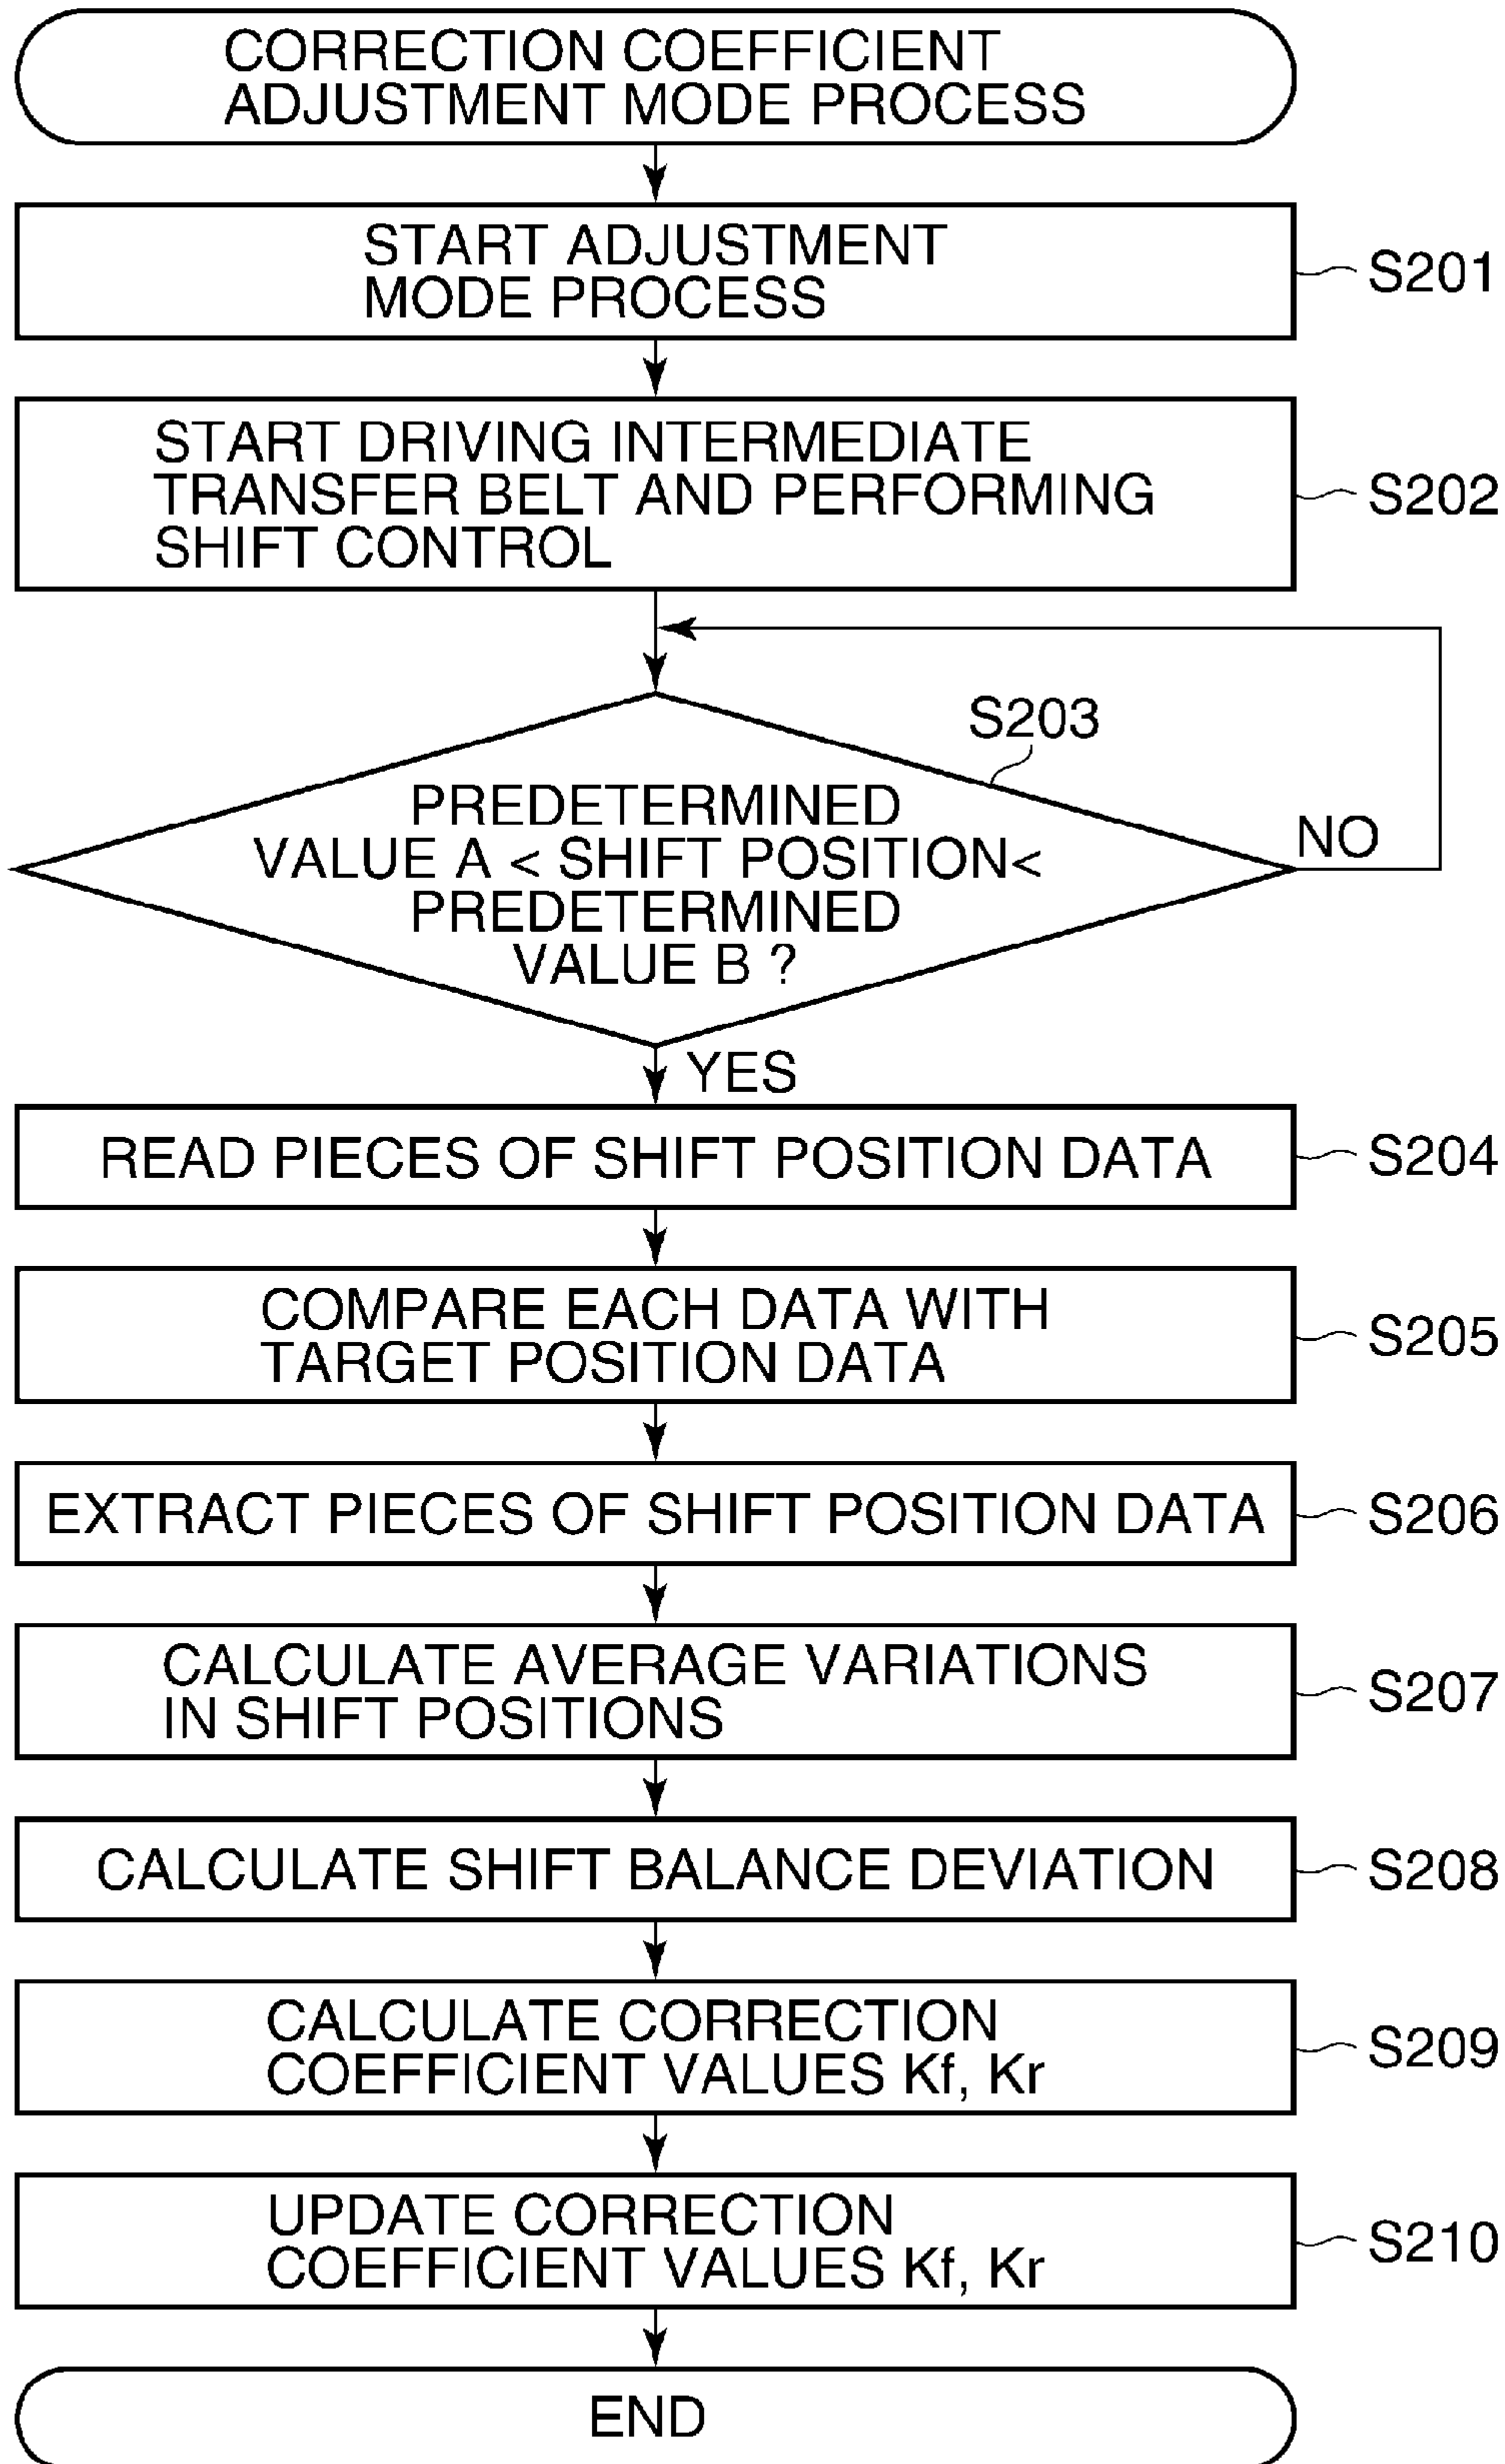 CORRECTION COEFFICIENT
ADJUSTMENT MODE PROCESS
START ADJUSTMENT
MODE PROCESS
S201
START DRIVING INTERMEDIATE
TRANSFER BELT AND PERFORMING
SHIFT CONTROL
S202
S203
PREDETERMINED
VALUE A < SHIFT POSITION<
PREDETERMINED
VALUE B ?
NO
YES
READ PIECES OF SHIFT POSITION DATA
S204
COMPARE EACH DATA WITH
TARGET POSITION DATA
S205
EXTRACT PIECES OF SHIFT POSITION DATA
S206
CALCULATE AVERAGE VARIATIONS
IN SHIFT POSITIONS
S207
CALCULATE SHIFT BALANCE DEVIATION
S208
CALCULATE CORRECTION
COEFFICIENT VALUES Kf, Kr
S209
UPDATE CORRECTION
COEFFICIENT VALUES Kf, Kr
S210
END